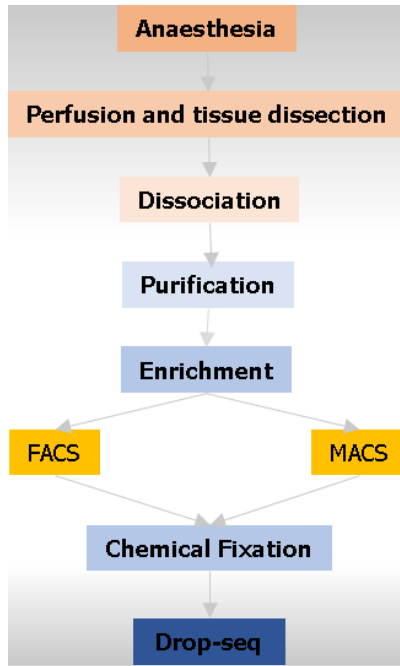 Anaesthesia
Perfusion and tissue dissection
Dissociation
Purification
Enrichment
FACS
MACS
Chemical Fixation
Drop-seq